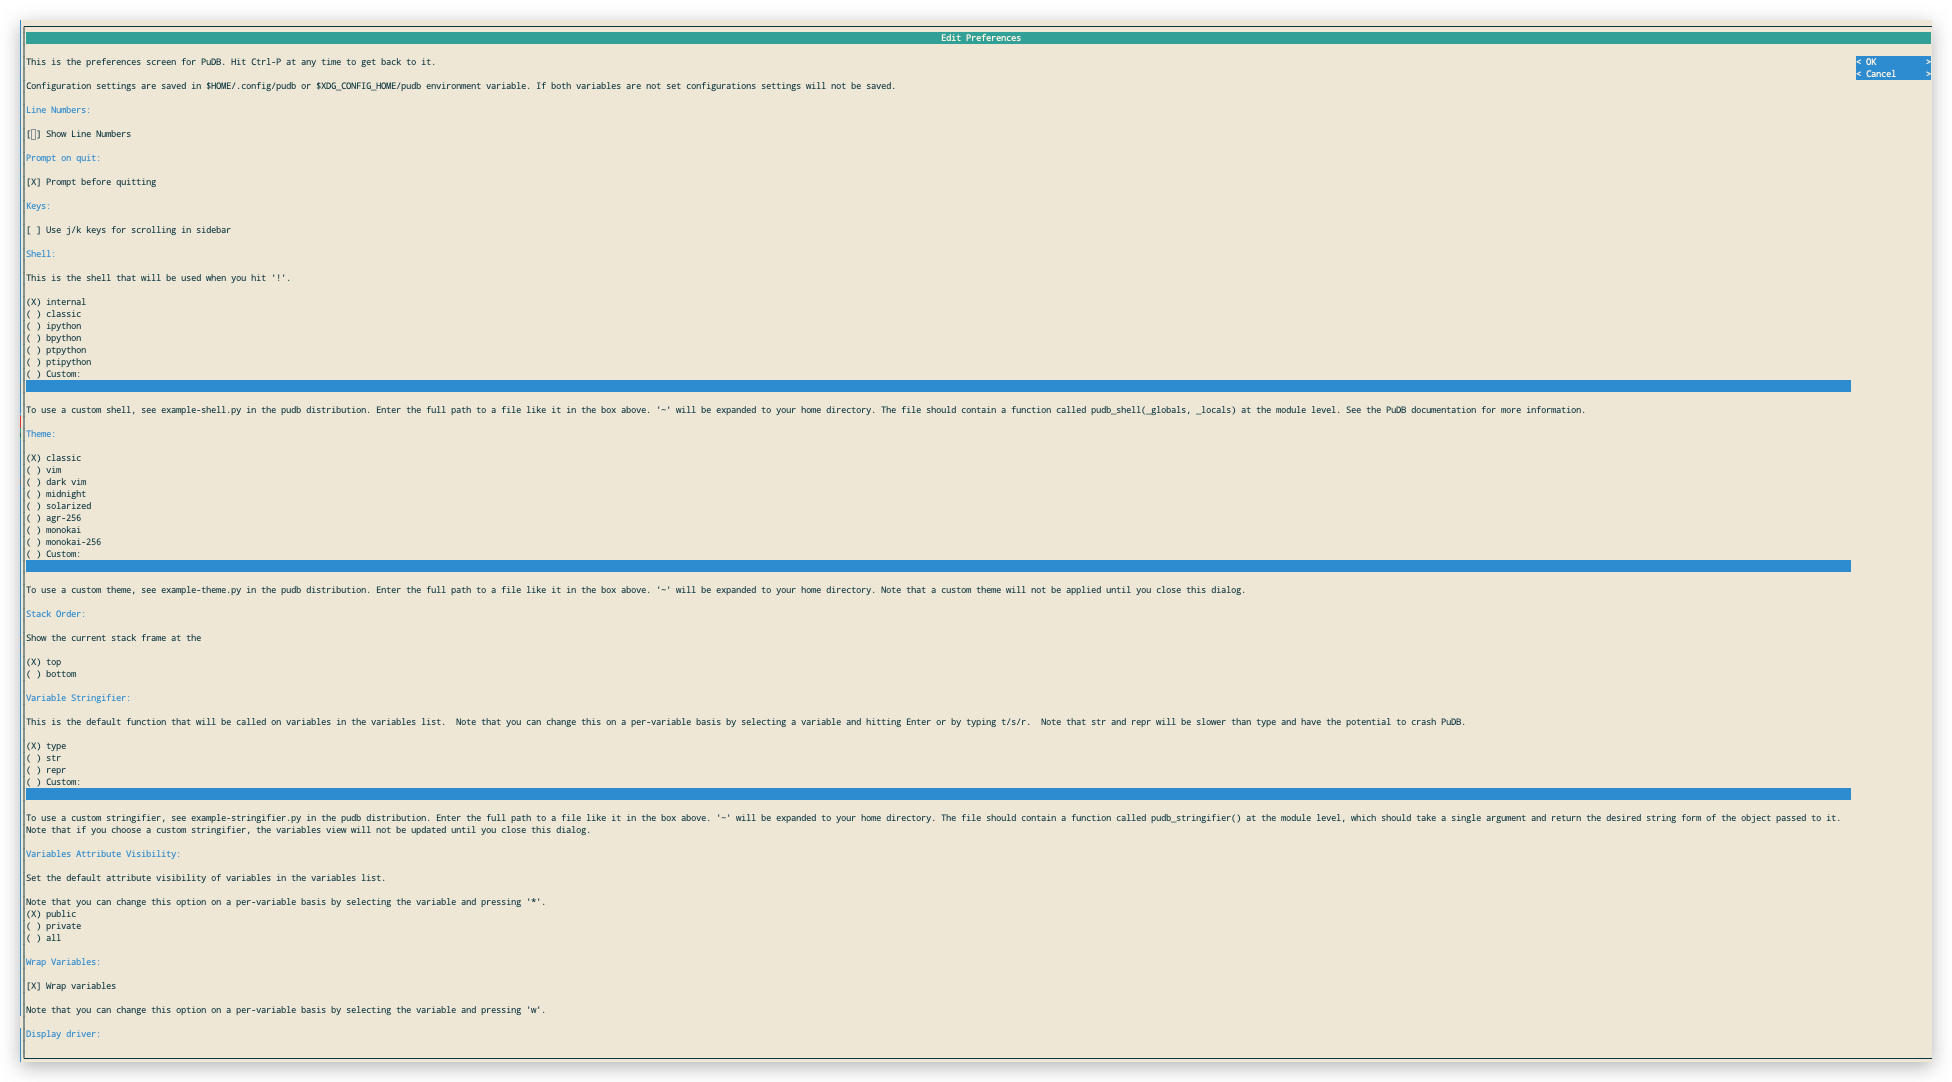 Edit Preferences
This is the preferences screen for PuDB. Hit Ctrl-P at any time to get back to it.
< OK >
< Cancel >
Configuration settings are saved in $HOME/.config/pudb or $XDG_CONFIG_HOME/pudb environment variable. If both variables are not set configurations settings will not be saved.
Line Numbers:
[ ] Show Line Numbers
Prompt on quit:
[X] Prompt before quitting
Keys:
[ ] Use j/k keys for scrolling in sidebar
Shell:
This is the shell that will be used when you hit '!'.
(X) internal
( ) classic
( ) ipython
( ) bpython
( ) ptpython
( ) ptipython
( ) Custom:
To use a custom shell, see example-shell.py in the pudb distribution. Enter the full path to a file like it in the box above. '~' will be expanded to your home directory. The file should contain a function called pudb_shell(_globals, _locals) at the module level. See the PuDB documentation for more information.
Theme:
(X) classic
( ) vim
( ) dark vim
( ) midnight
( ) solarized
( ) agr-256
( ) monokai
( ) monokai-256
( ) Custom:
To use a custom theme, see example-theme.py in the pudb distribution. Enter the full path to a file like it in the box above. '~' will be expanded to your home directory. Note that a custom theme will not be applied until you close this dialog.
Stack Order:
Show the current stack frame at the
(X) top
( ) bottom
Variable Stringifier:
This is the default function that will be called on variables in the variables list.  Note that you can change this on a per-variable basis by selecting a variable and hitting Enter or by typing t/s/r.  Note that str and repr will be slower than type and have the potential to crash PuDB.
(X) type
( ) str
( ) repr
( ) Custom:
To use a custom stringifier, see example-stringifier.py in the pudb distribution. Enter the full path to a file like it in the box above. '~' will be expanded to your home directory. The file should contain a function called pudb_stringifier() at the module level, which should take a single argument and return the desired string form of the object passed to it.
Note that if you choose a custom stringifier, the variables view will not be updated until you close this dialog.
Variables Attribute Visibility:
Set the default attribute visibility of variables in the variables list.
Note that you can change this option on a per-variable basis by selecting the variable and pressing '*'.
(X) public
( ) private
( ) all
Wrap Variables:
[X] Wrap variables
Note that you can change this option on a per-variable basis by selecting the variable and pressing 'w'.
Display driver: